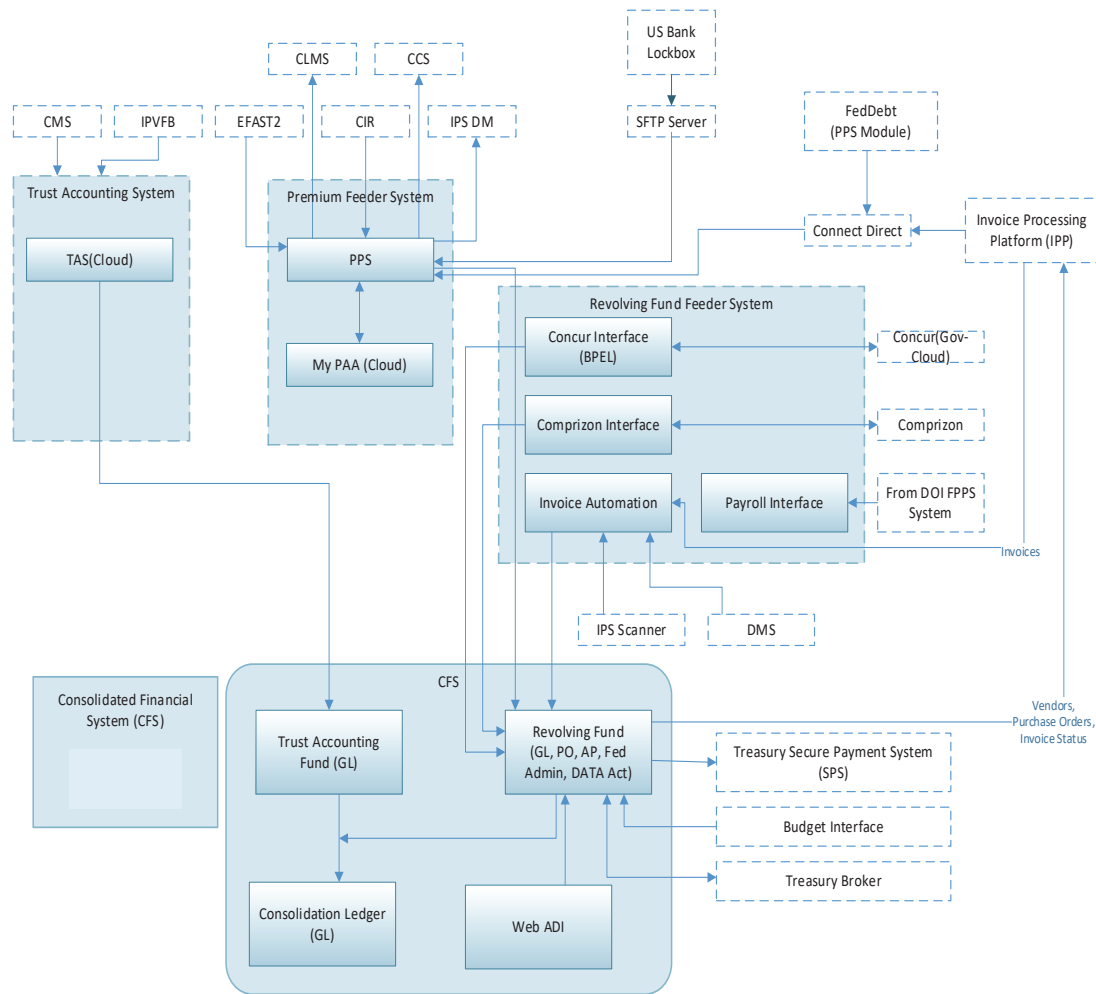 US Bank
Lockbox
CLMS
CCS
CMS
IPVFB
EFAST2
CIR
IPS DM
SFTP Server
FedDebt
(PPS Module)
Trust Accounting System
Premium Feeder System
Connect Direct
Invoice Processing
Platform (IPP)
TAS(Cloud)
PPS
Revolving Fund Feeder System
My PAA (Cloud)
Concur Interface
(BPEL)
Concur(Gov-
Cloud)
Comprizon Interface
Comprizon
Invoice Automation
Payroll Interface
From DOI FPPS
System
Invoices
IPS Scanner
DMS
CFS
Consolidated Financial
System (CFS)
Trust Accounting
Fund (GL)
Revolving Fund
(GL, PO, AP, Fed
Admin, DATA Act)
Vendors,
Purchase Orders,
Invoice Status
Treasury Secure Payment System
(SPS)
Budget Interface
Treasury Broker
Consolidation Ledger
(GL)
Web ADI